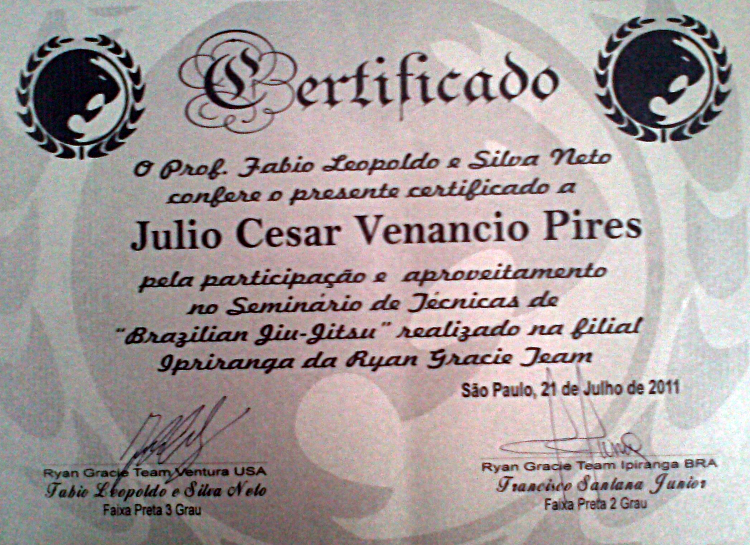 Certificado
O Prof. Fabio Leopoldo e Silva Neto
confere o presente certificado a
Julio Cesar Venancio Pires
pela participação e aproveitamento
no Seminário de Técnicas de
"Brazilian Jiu-Jitsu" realizado na filial
Ipriranga da Ryan Gracie Team
São Paulo, 21 de Julho de 2011
Ryan Gracie Team Ventura USA
Fabio Leopoldo e Silva Neto
Faixa Preta 3 Grau
Ryan Gracie Team Ipiranga BRA
Francisco Santana Junior
Faixa Preta 2 Grau